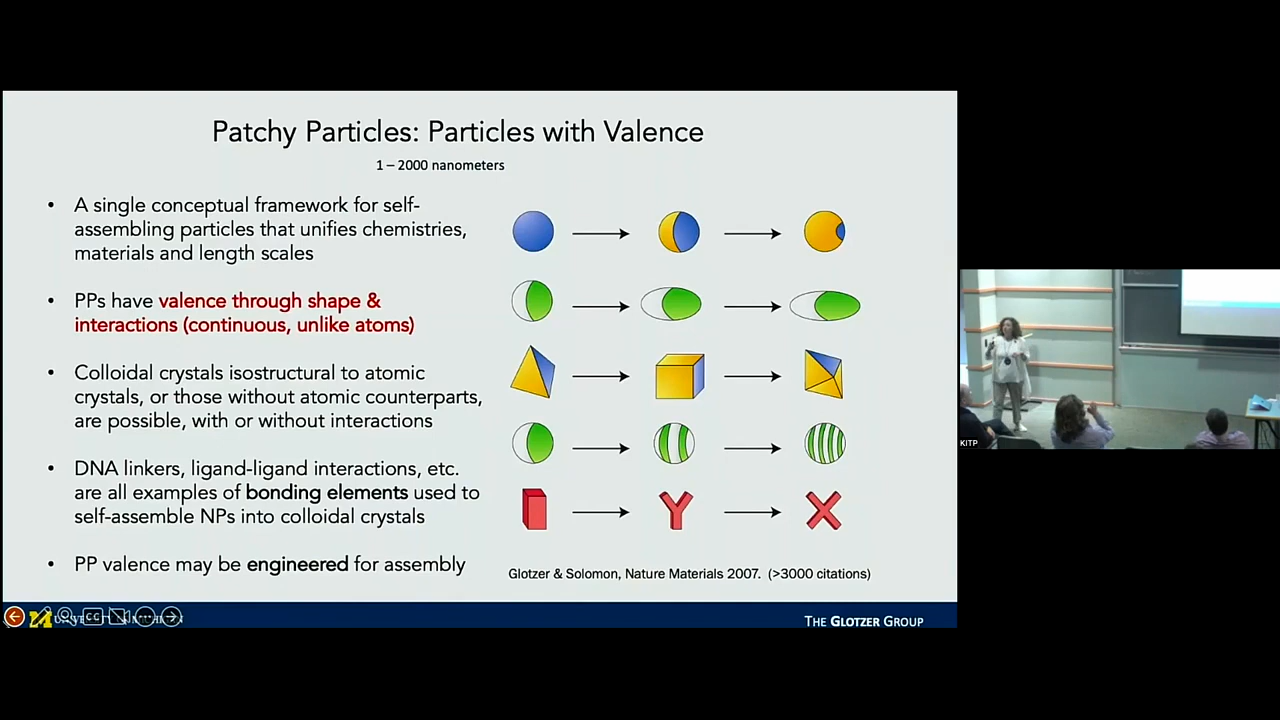 Patchy Particles: Particles with Valence
1 – 2000 nanometers
• A single conceptual framework for self-
assembling particles that unifies chemistries,
materials and length scales
• PPs have valence through shape &
interactions (continuous, unlike atoms)
• Colloidal crystals isostructural to atomic
crystals, or those without atomic counterparts,
are possible, with or without interactions
• DNA linkers, ligand-ligand interactions, etc.
are all examples of bonding elements used to
self-assemble NPs into colloidal crystals
• PP valence may be engineered for assembly
Glotzer & Solomon, Nature Materials 2007. (>3000 citations)
CC
THE GLOTZER GROUP
KITP